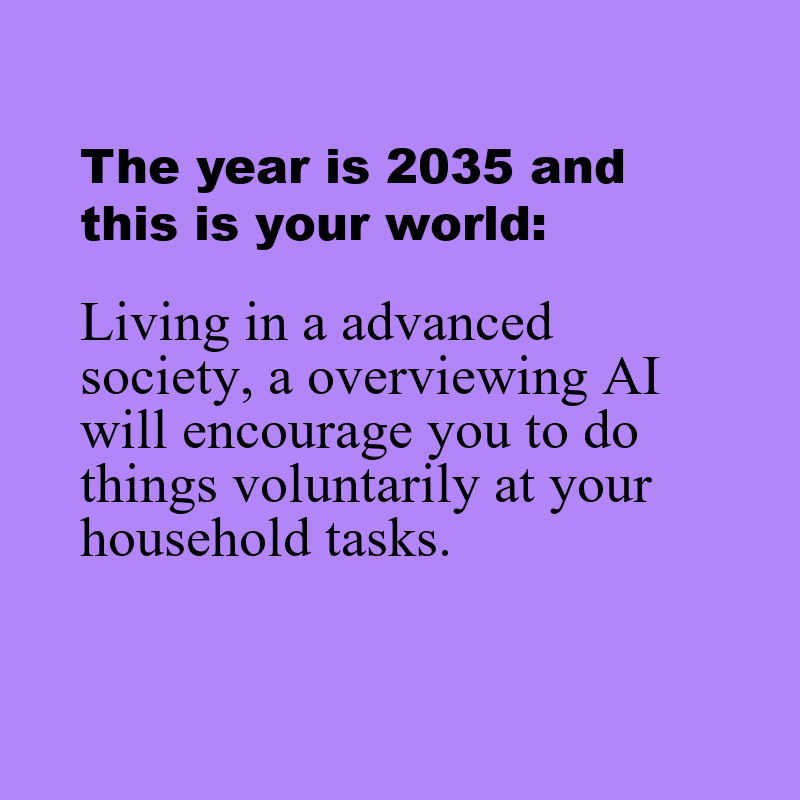 The year is 2035 and
this is your world:
Living in a advanced
society, a overviewing AI
will encourage you to do
things voluntarily at your
household tasks.